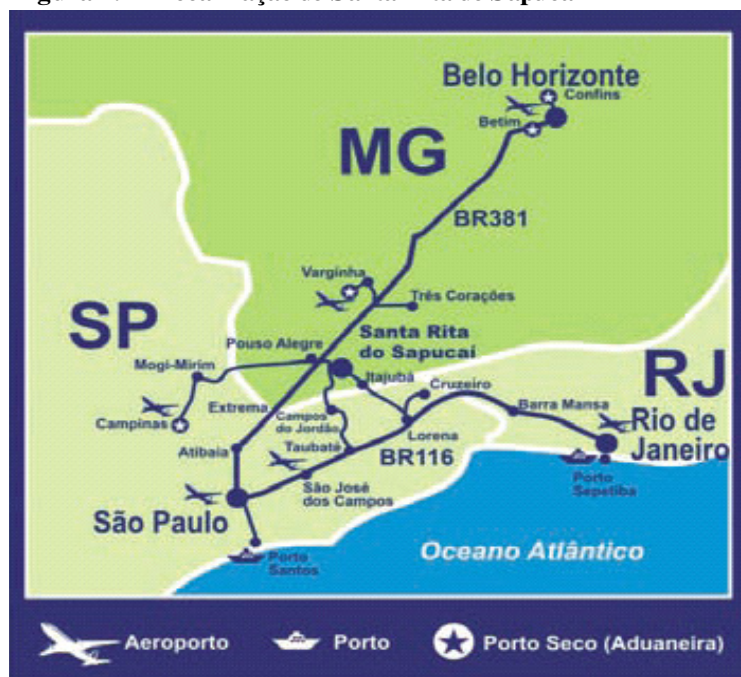 Belo Horizonte
Confins
Betim
MG
BR381
Varginha
Três Corações
SP
Pouso Alegre
Santa Rita
do Sapucaí
Mogi-Mirim
Itajubá
Cruzeiro
RJ
Campinas
Extrema
Campos
do Jordão
Barra Mansa
Rio de
Janeiro
Atibaia
Taubaté
Lorena
BR116
Porto
Sepetiba
São José
dos Campos
São Paulo
Oceano Atlântico
Porto
Santos
Aeroporto
Porto
Porto Seco (Aduaneira)